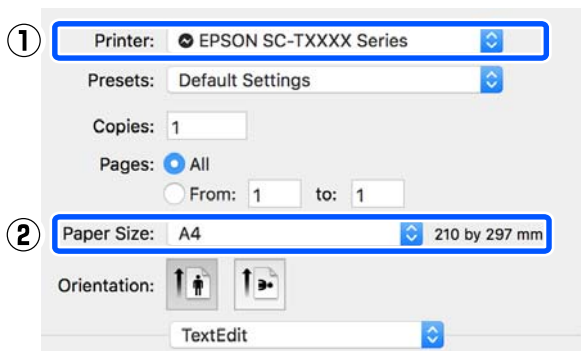 ① Printer: EPSON SC-TXXXX Series
Presets: Default Settings
Copies: 1
Pages: All
From: 1 to: 1
② Paper Size: A4 210 by 297 mm
Orientation:
TextEdit